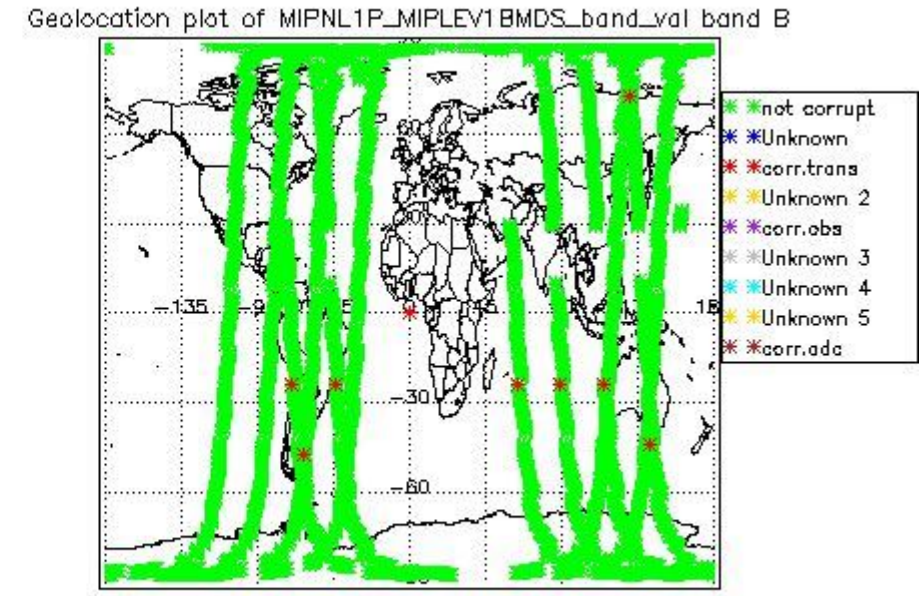 Geolocation plot of MIPNL1P_MIPLEV1BMDS_band_val band B
not corrupt
Unknown
60
corr.trans
Unknown 2
corr.obs
Unknown 3
Unknown 4
-135
Unknown 5
corr.adc
-30
-60